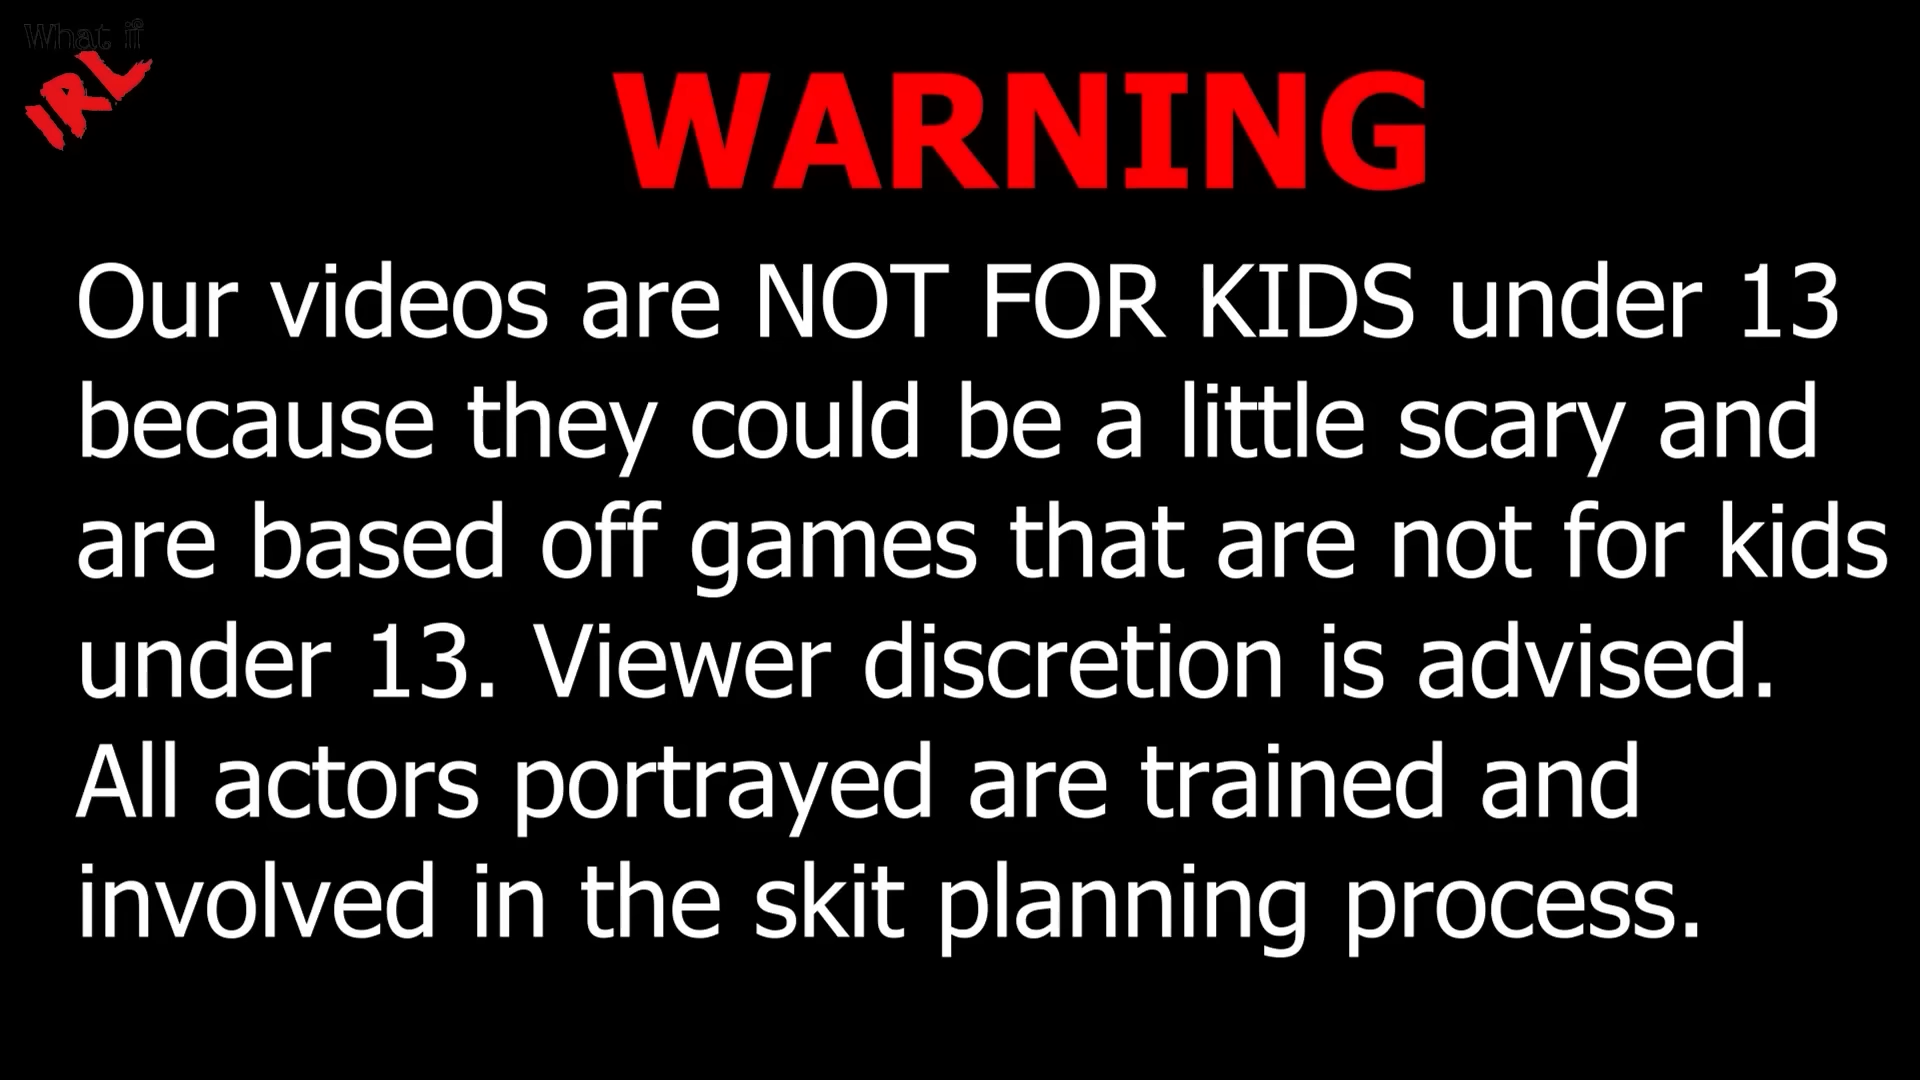 What if
IRL
WARNING
Our videos are NOT FOR KIDS under 13
because they could be a little scary and
are based off games that are not for kids
under 13. Viewer discretion is advised.
All actors portrayed are trained and
involved in the skit planning process.